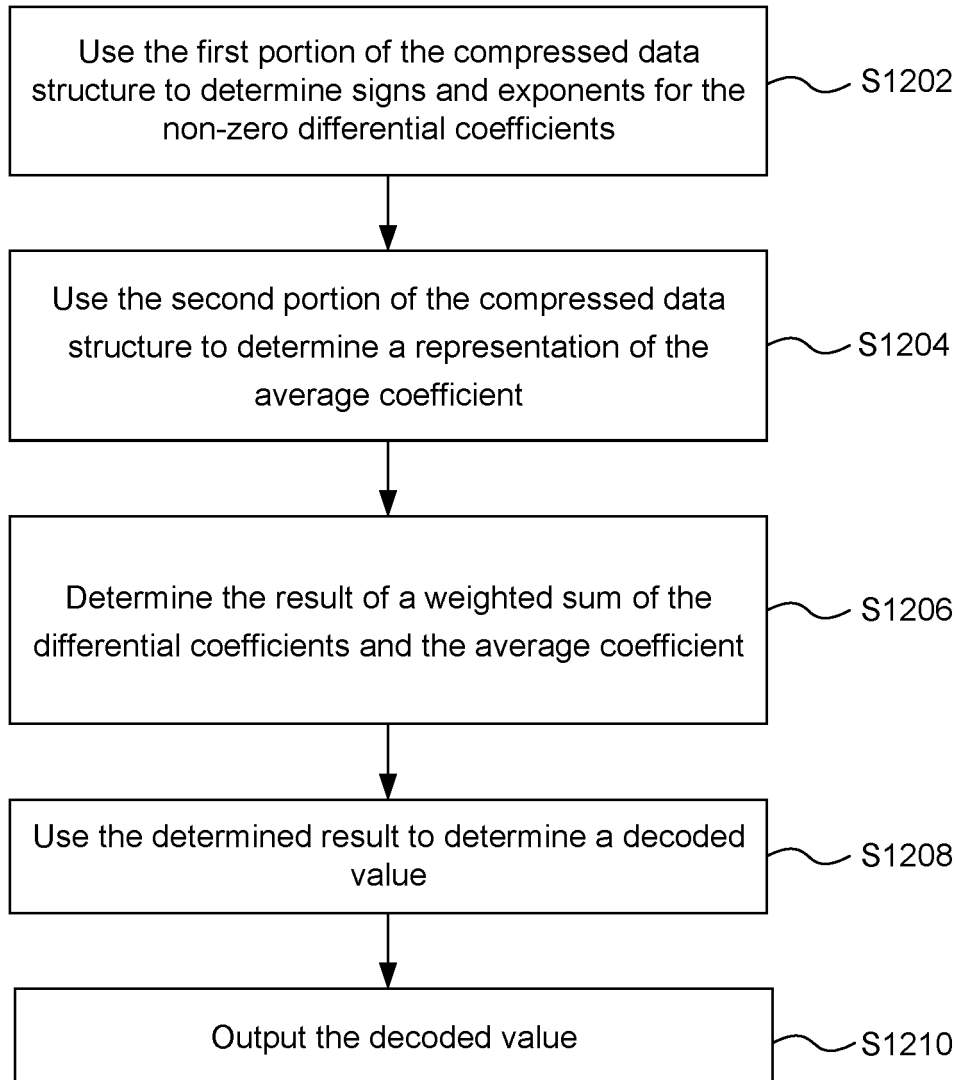 Use the first portion of the compressed data
structure to determine signs and exponents for the
non-zero differential coefficients
S1202
Use the second portion of the compressed data
structure to determine a representation of the
average coefficient
S1204
Determine the result of a weighted sum of the
differential coefficients and the average coefficient
S1206
Use the determined result to determine a decoded
value
S1208
Output the decoded value
S1210